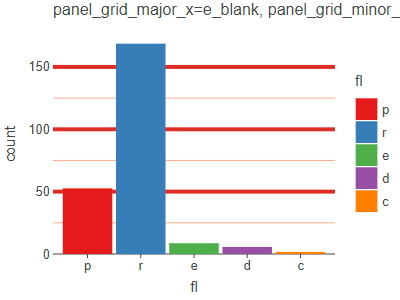 panel_grid_major_x=e_blank, panel_grid_minor_
150
100
50
0
count
p r e d c
fl
fl
p
r
e
d
c